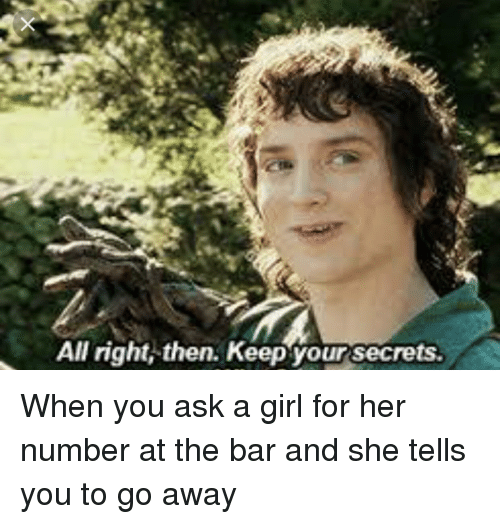 All right, then. Keep your secrets.
When you ask a girl for her
number at the bar and she tells
you to go away